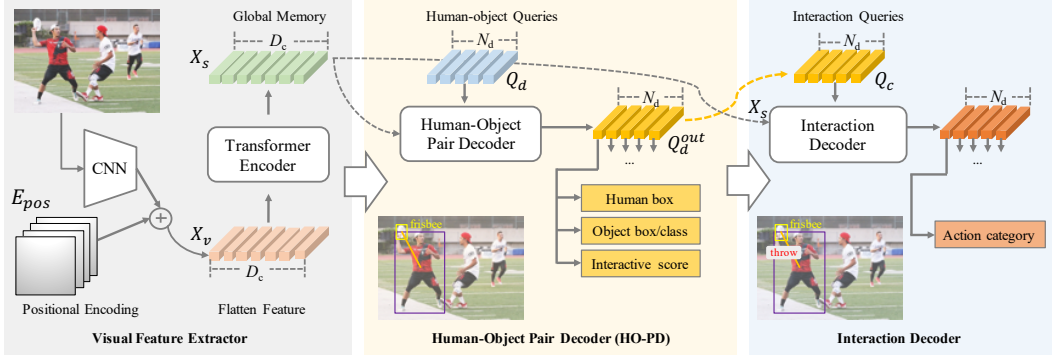 Global Memory
X_s
D_c
CNN
Transformer
Encoder
E_pos
+
X_v
D_c
Positional Encoding
Flatten Feature
Visual Feature Extractor
Human-object Queries
N_d
Q_d
Human-Object
Pair Decoder
N_d
Q_d^out
...
Human box
Object box/class
Interactive score
frisbee
Human-Object Pair Decoder (HO-PD)
Interaction Queries
N_d
Q_c
X_s
Interaction
Decoder
N_d
...
Action category
frisbee
throw
Interaction Decoder